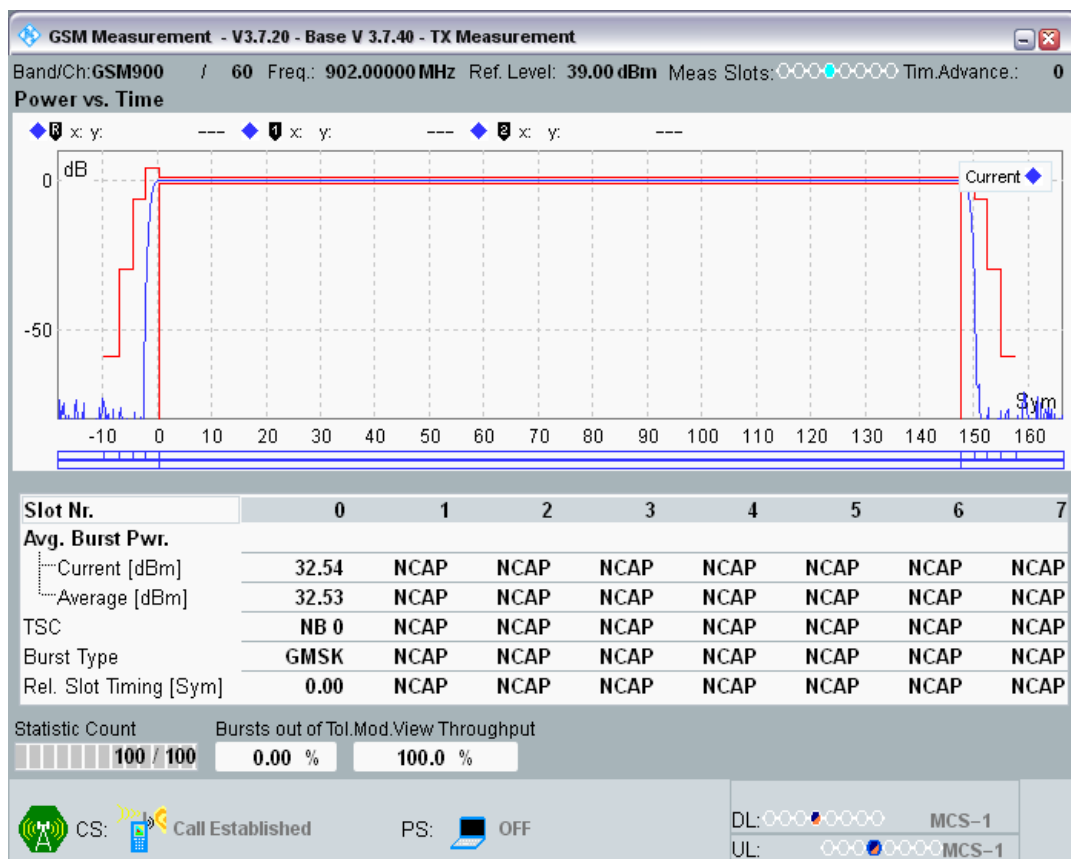 GSM Measurement - V3.7.20 - Base V 3.7.40 - TX Measurement
Band/Ch:GSM900 / 60 Freq.: 902.00000 MHz Ref. Level: 39.00 dBm Meas Slots: Tim.Advance.: 0
Power vs. Time
R x: y: --- 1 x: y: --- 2 x: y: ---
dB
Current
0
-50
Sym
-10 0 10 20 30 40 50 60 70 80 90 100 110 120 130 140 150 160
Slot Nr. 0 1 2 3 4 5 6 7
Avg. Burst Pwr.
Current [dBm] 32.54 NCAP NCAP NCAP NCAP NCAP NCAP NCAP
Average [dBm] 32.53 NCAP NCAP NCAP NCAP NCAP NCAP NCAP
TSC NB 0 NCAP NCAP NCAP NCAP NCAP NCAP NCAP
Burst Type GMSK NCAP NCAP NCAP NCAP NCAP NCAP NCAP
Rel. Slot Timing [Sym] 0.00 NCAP NCAP NCAP NCAP NCAP NCAP NCAP
Statistic Count Bursts out of Tol.Mod.View Throughput
100 / 100 0.00 % 100.0 %
CS: Call Established PS: OFF
DL: MCS-1
UL: MCS-1